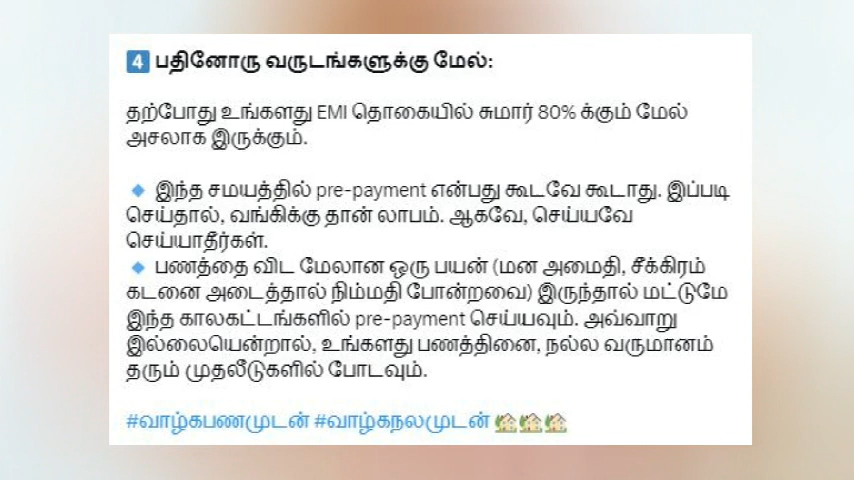 4️⃣ பதினோரு வருடங்களுக்கு மேல்:
தற்போது உங்களது EMI தொகையில் சுமார் 80% க்கும் மேல்
அசலாக இருக்கும்.
🔹 இந்த சமயத்தில் pre-payment என்பது கூடவே கூடாது. இப்படி
செய்தால், வங்கிக்கு தான் லாபம். ஆகவே, செய்யவே
செய்யாதீர்கள்.
🔹 பணத்தை விட மேலான ஒரு பயன் (மன அமைதி, சீக்கிரம்
கடனை அடைத்தால் நிம்மதி போன்றவை) இருந்தால் மட்டுமே
இந்த காலகட்டங்களில் pre-payment செய்யவும். அவ்வாறு
இல்லையென்றால், உங்களது பணத்தினை, நல்ல வருமானம்
தரும் முதலீடுகளில் போடவும்.
#வாழ்கபணமுடன் #வாழ்கநலமுடன் 🏡🏡🏡